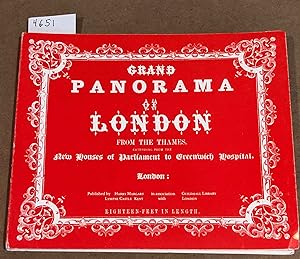 4651
GRAND
PANORAMA
OF
LONDON
FROM THE THAMES,
EXTENDING FROM THE
New Houses of Parliament to Greenwich Hospital.
London:
Published by Harry Margary in association GUILDHALL LIBRARY
LYMPNE CASTLE KENT with LONDON
EIGHTEEN-FEET IN LENGTH.